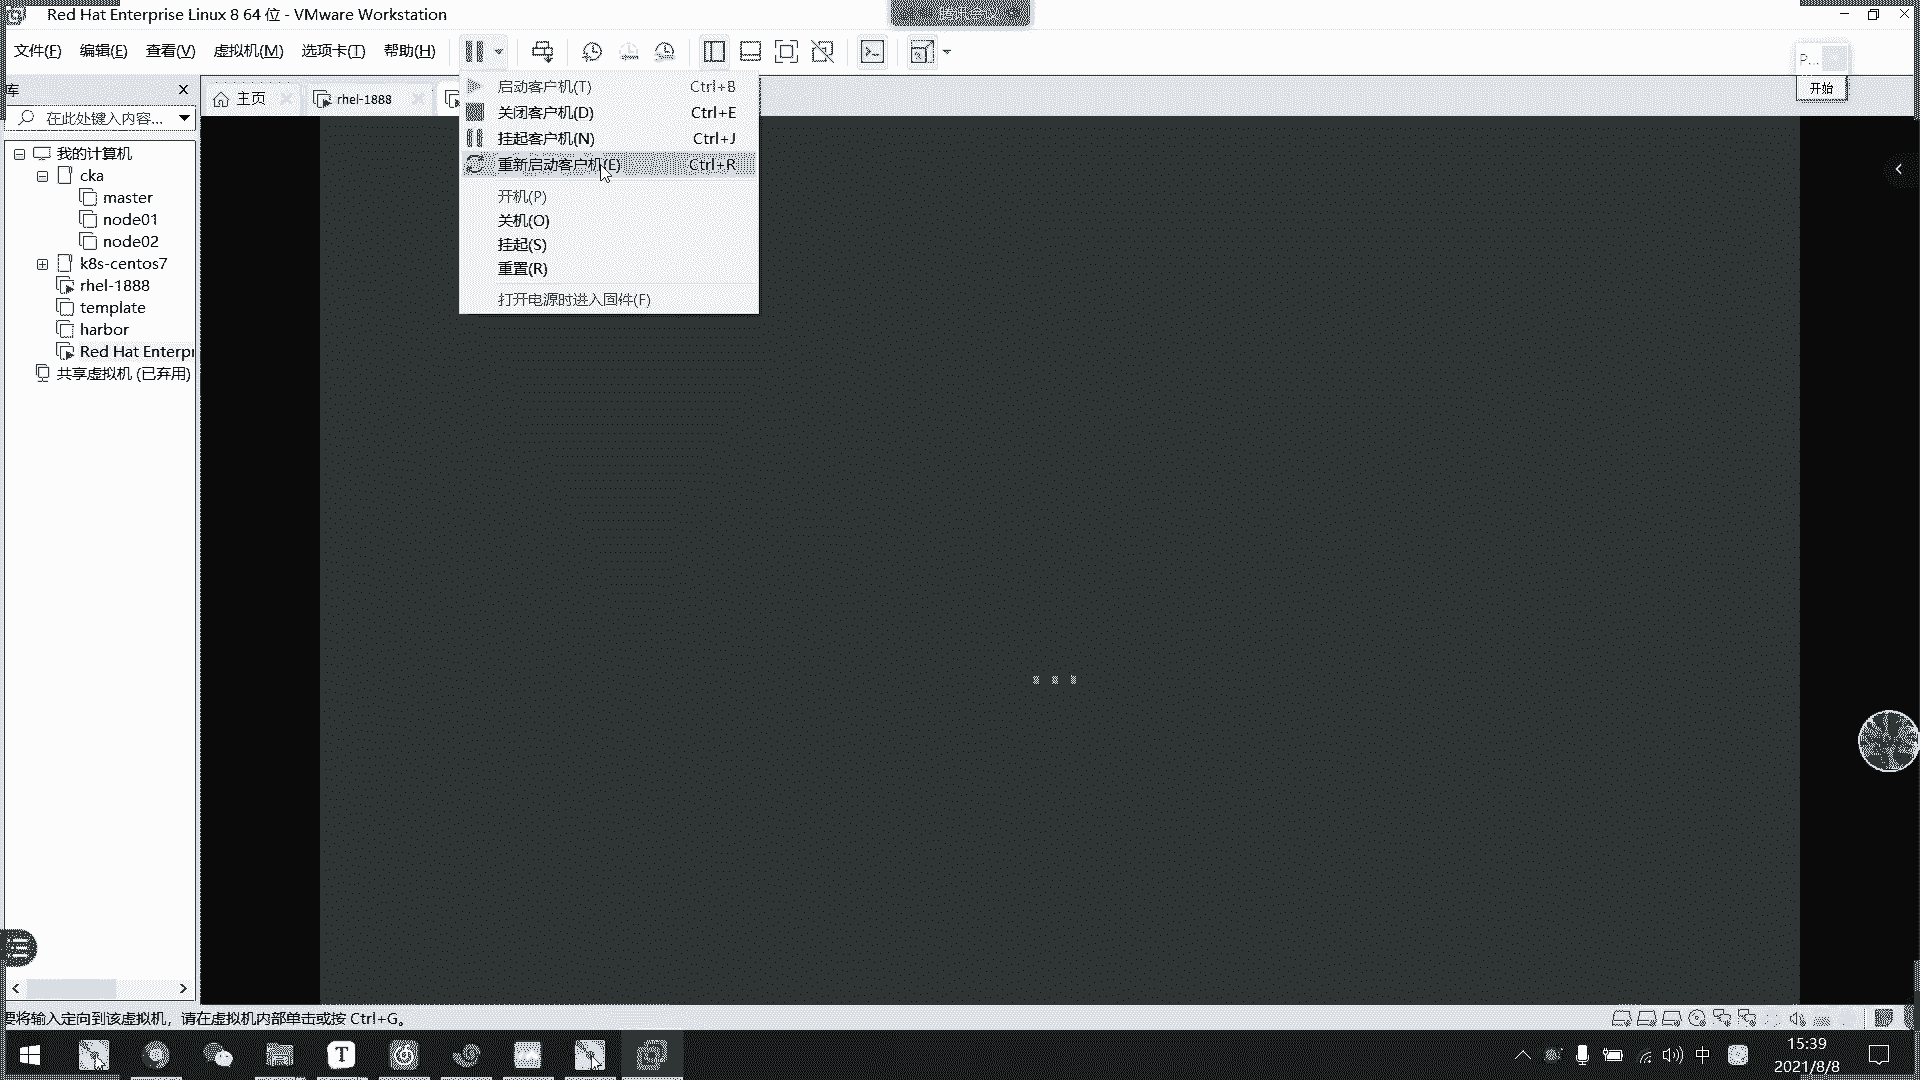 Red Hat Enterprise Linux 8 64 位 - VMware Workstation
腾讯会议
文件(F) 编辑(E) 查看(V) 虚拟机(M) 选项卡(T) 帮助(H)
P...
开始
库
主页
rhel-1888
在此处键入内容...
启动客户机(T) Ctrl+B
关闭客户机(D) Ctrl+E
挂起客户机(N) Ctrl+J
重新启动客户机(E) Ctrl+R
开机(P)
关机(O)
挂起(S)
重置(R)
打开电源时进入固件(F)
我的计算机
cka
master
node01
node02
k8s-centos7
rhel-1888
template
harbor
Red Hat Enterpr
共享虚拟机 (已弃用)
要将输入定向到该虚拟机，请在虚拟机内部单击或按 Ctrl+G。
T
中
15:39
2021/8/8